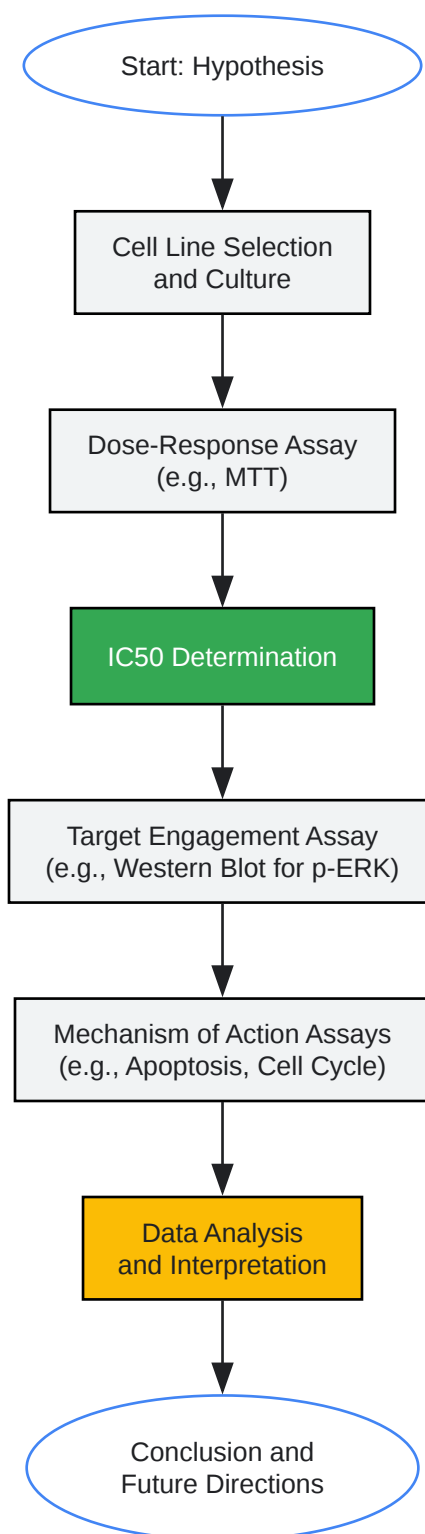 Start: Hypothesis
Cell Line Selection
and Culture
Dose-Response Assay
(e.g., MTT)
IC50 Determination
Target Engagement Assay
(e.g., Western Blot for p-ERK)
Mechanism of Action Assays
(e.g., Apoptosis, Cell Cycle)
Data Analysis
and Interpretation
Conclusion and
Future Directions